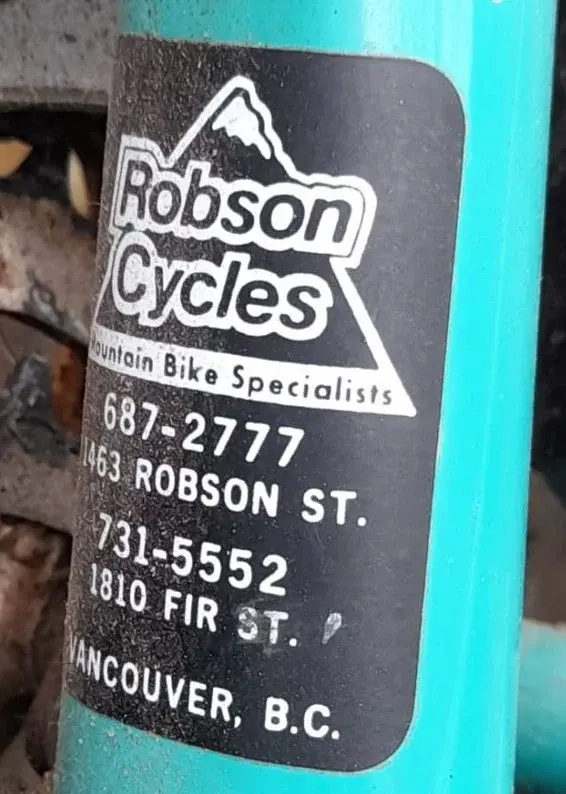 Robson
Cycles
Mountain Bike Specialists
687-2777
1463 ROBSON ST.
731-5552
1810 FIR ST.
VANCOUVER, B.C.